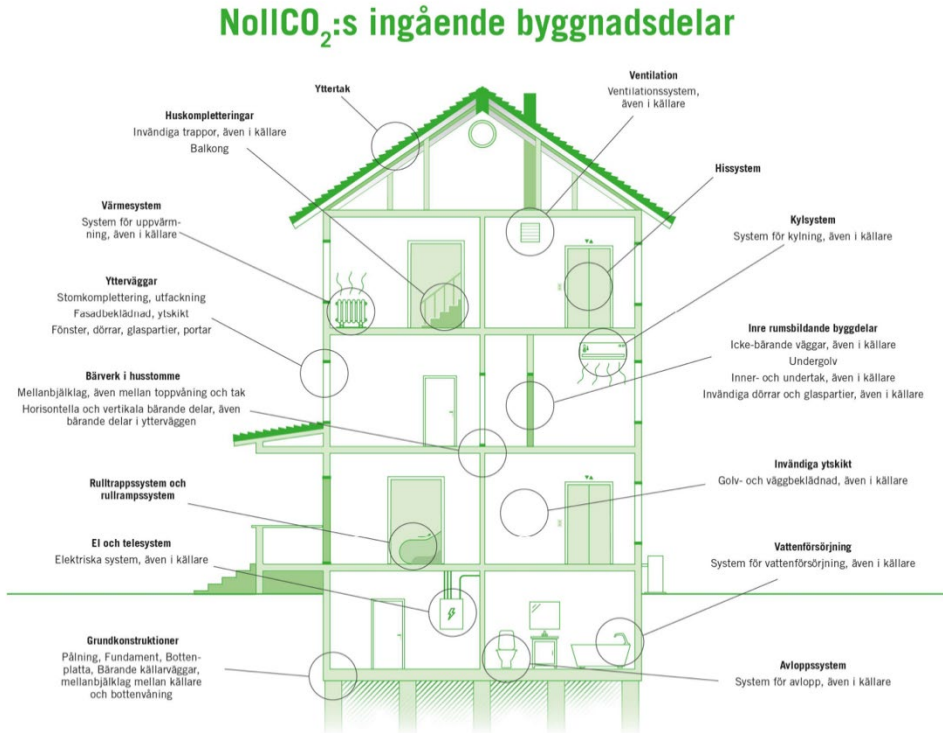 NollCO₂:s ingående byggnadsdelar
Yttertak
Ventilation
Ventilationssystem,
även i källare
Huskompletteringar
Invändiga trappor, även i källare
Balkong
Hissystem
Värmesystem
System för uppvärm-
ning, även i källare
Kylsystem
System för kylning, även i källare
Ytterväggar
Stomkomplettering, utfackning
Fasadbeklädnad, ytskikt
Fönster, dörrar, glaspartier, portar
Inre rumsbildande byggdelar
Icke-bärande väggar, även i källare
Undergolv
Inner- och undertak, även i källare
Invändiga dörrar och glaspartier, även i källare
Bärverk i husstomme
Mellanbjälklag, även mellan toppvåning och tak
Horisontella och vertikala bärande delar, även
bärande delar i ytterväggen
Invändiga ytskikt
Golv- och väggbeklädnad, även i källare
Rulltrappssystem och
rullrampssystem
El och telesystem
Elektriska system, även i källare
Vattenförsörjning
System för vattenförsörjning, även i källare
Grundkonstruktioner
Pålning, Fundament, Botten-
platta, Bärande källarväggar,
mellanbjälklag mellan källare
och bottenvåning
Avloppssystem
System för avlopp, även i källare